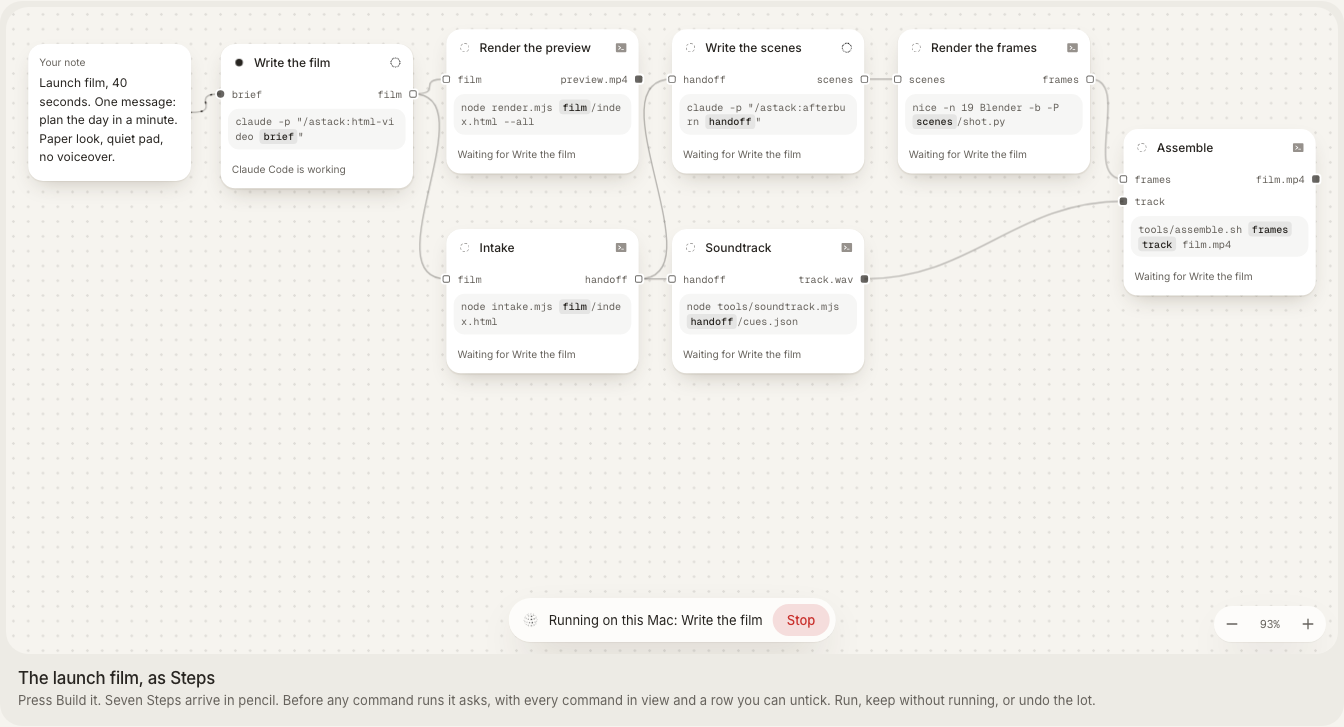 Your note
Launch film, 40
seconds. One message:
plan the day in a minute.
Paper look, quiet pad,
no voiceover.
Write the film
brief film
claude -p "/astack:html-vi
deo brief"
Claude Code is working
Render the preview
film preview.mp4
node render.mjs film/inde
x.html --all
Waiting for Write the film
Write the scenes
handoff scenes
claude -p "/astack:afterbu
rn handoff"
Waiting for Write the film
Render the frames
scenes frames
nice -n 19 Blender -b -P
scenes/shot.py
Waiting for Write the film
Assemble
frames film.mp4
track
tools/assemble.sh frames
track film.mp4
Waiting for Write the film
Intake
film handoff
node intake.mjs film/inde
x.html
Waiting for Write the film
Soundtrack
handoff track.wav
node tools/soundtrack.mjs
handoff/cues.json
Waiting for Write the film
Running on this Mac: Write the film Stop
93%
The launch film, as Steps
Press Build it. Seven Steps arrive in pencil. Before any command runs it asks, with every command in view and a row you can untick. Run, keep without running, or undo the lot.